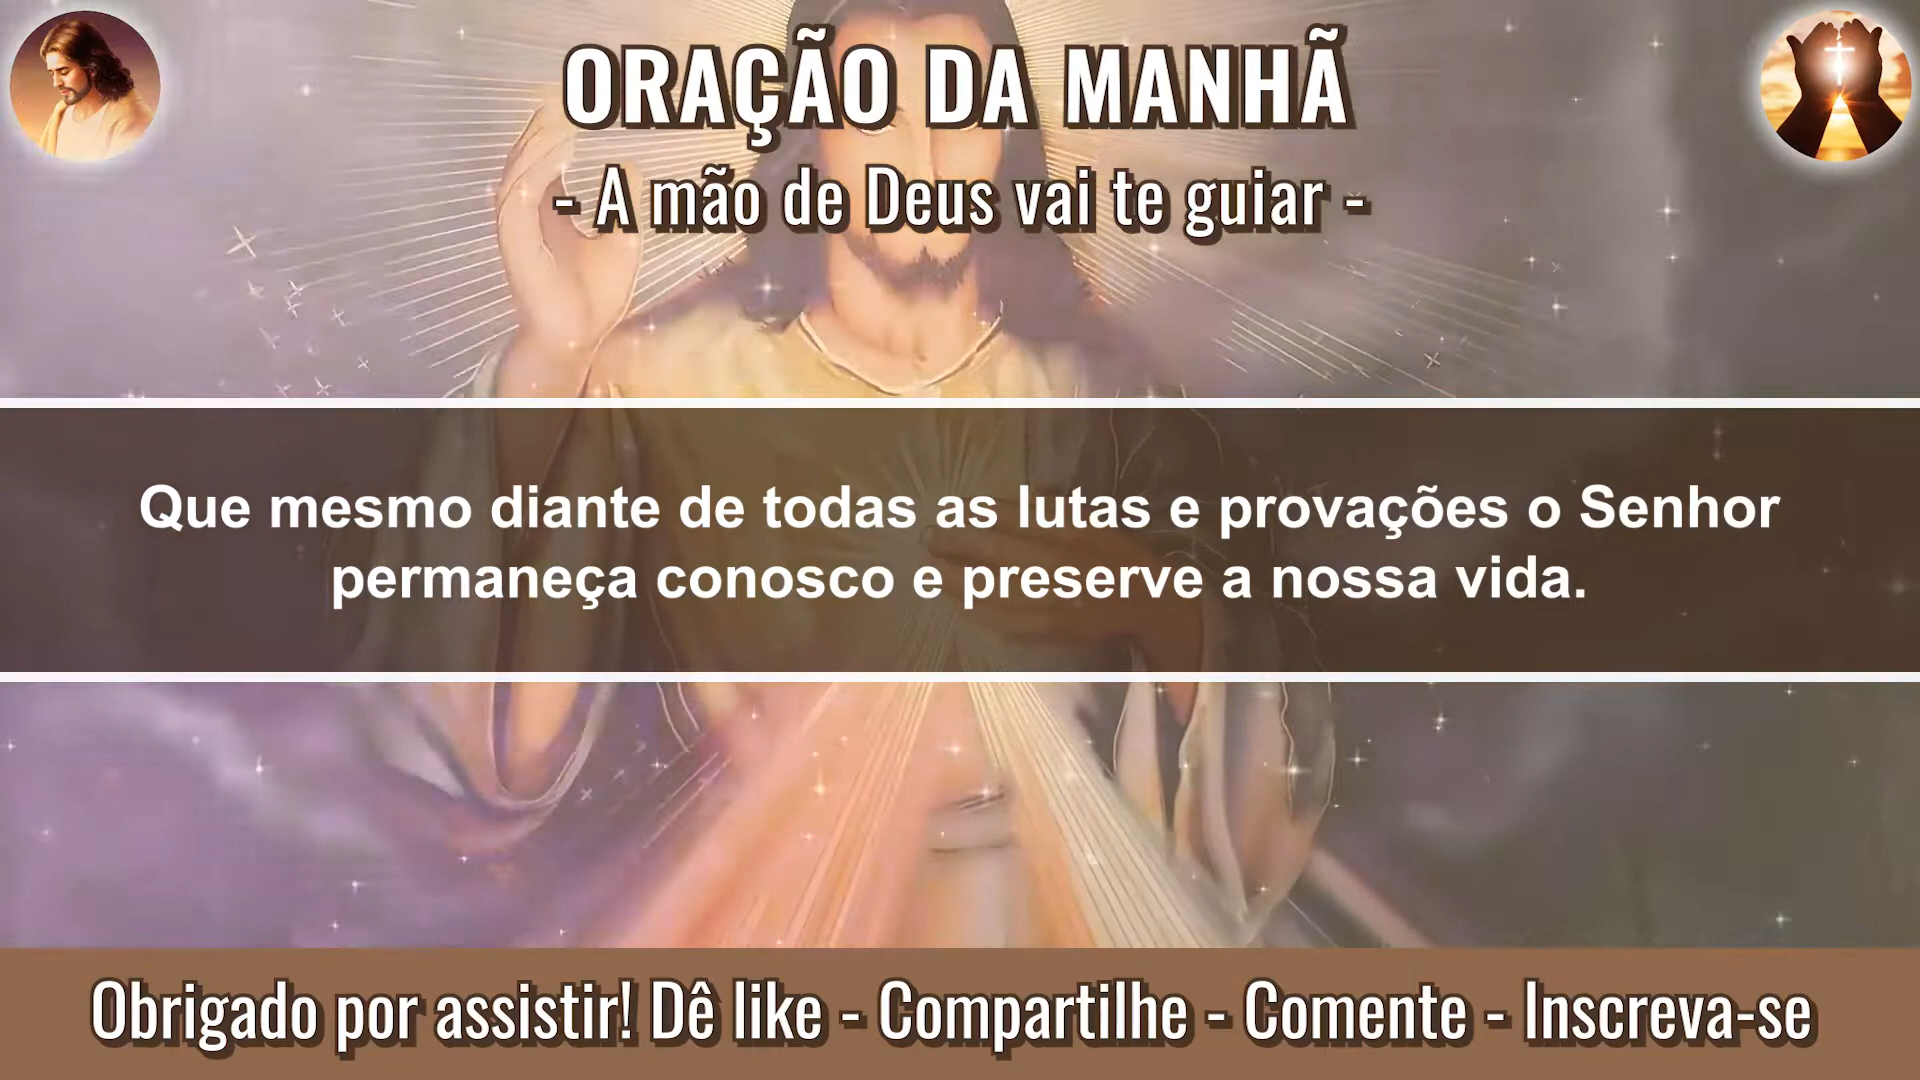 ORAÇÃO DA MANHÃ
- A mão de Deus vai te guiar -
Que mesmo diante de todas as lutas e provações o Senhor
permaneça conosco e preserve a nossa vida.
Obrigado por assistir! Dê like - Compartilhe - Comente - Inscreva-se